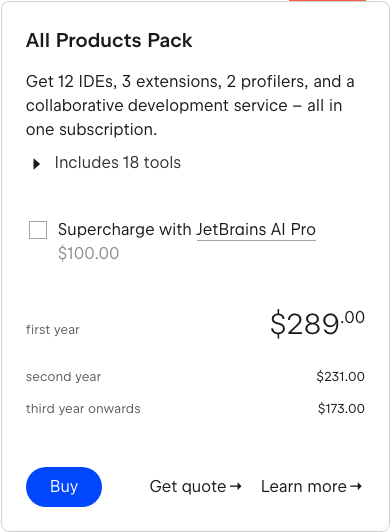 All Products Pack
Get 12 IDEs, 3 extensions, 2 profilers, and a
collaborative development service – all in
one subscription.
Includes 18 tools
Supercharge with JetBrains AI Pro
$100.00
first year $289.00
second year $231.00
third year onwards $173.00
Buy Get quote→ Learn more→